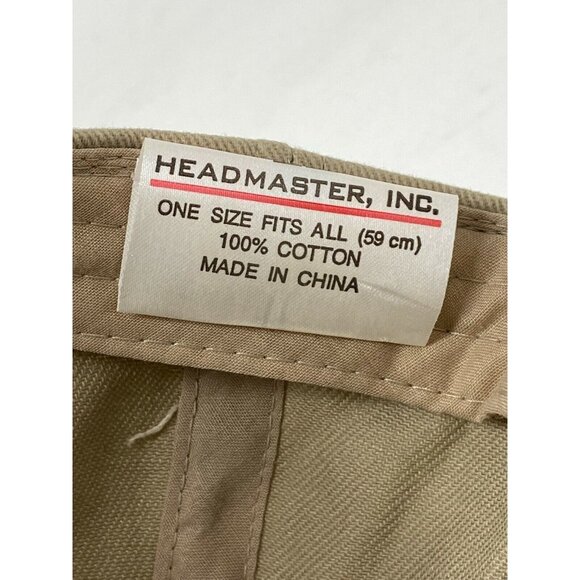 HEADMASTER, INC.
ONE SIZE FITS ALL (59 cm)
100% COTTON
MADE IN CHINA